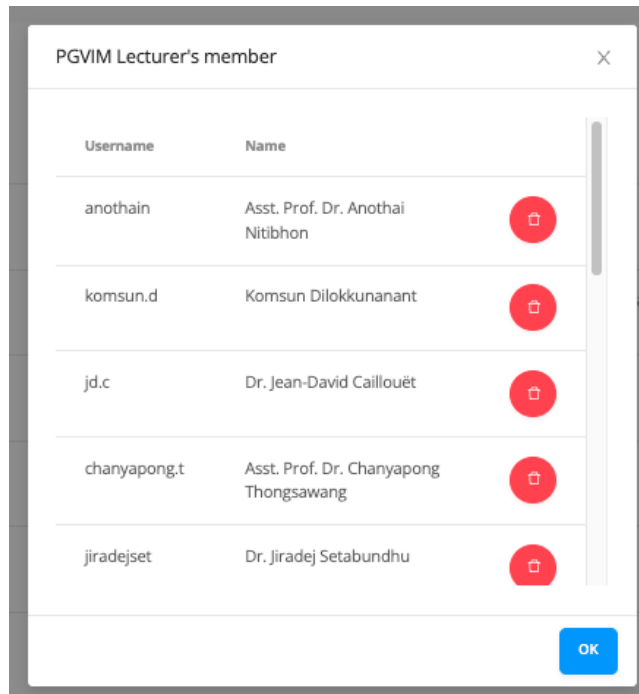 PGVIM Lecturer's member
Username Name
anothain Asst. Prof. Dr. Anothai
Nitibhon
komsun.d Komsun Dilokkunanant
jd.c Dr. Jean-David Caillouët
chanyapong.t Asst. Prof. Dr. Chanyapong
Thongsawang
jiradejset Dr. Jiradej Setabundhu
OK